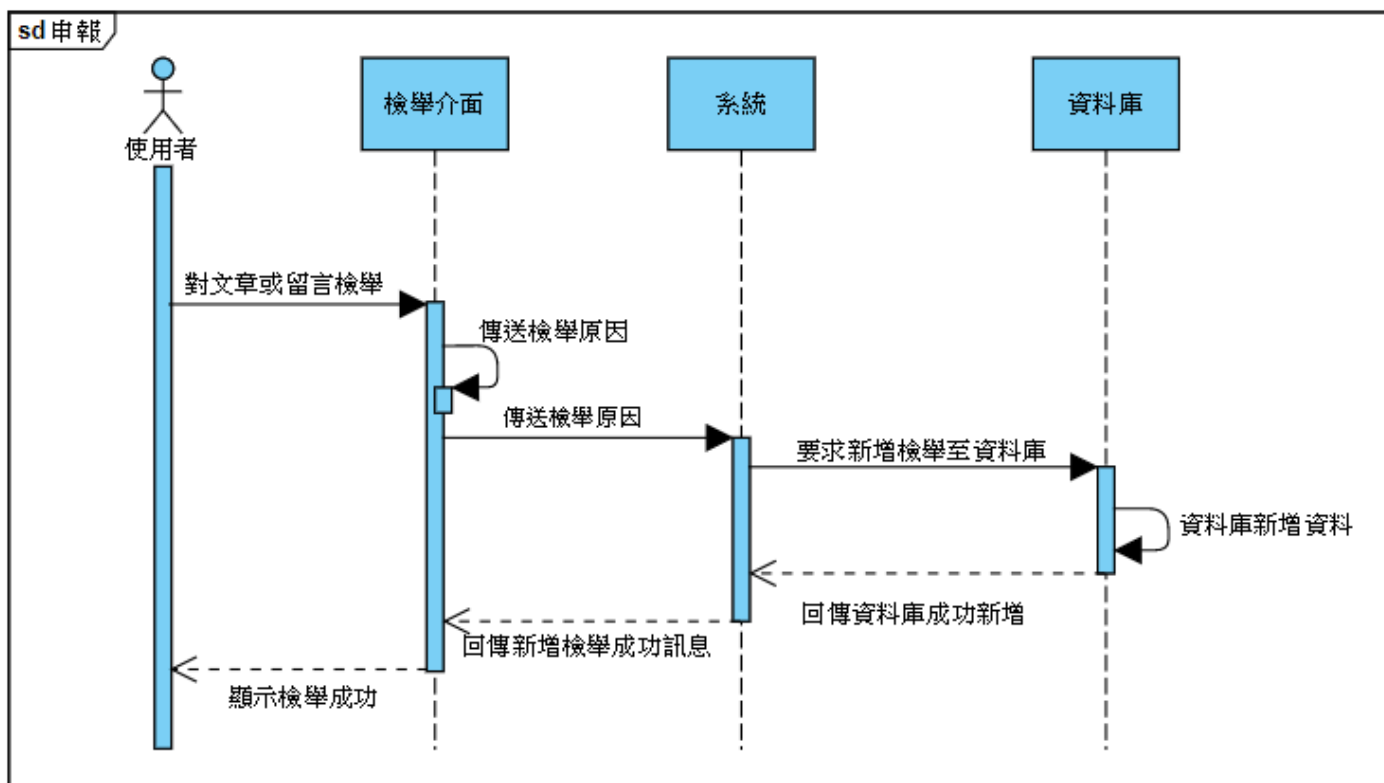 sd 申報
使用者
檢舉介面
系統
資料庫
對文章或留言檢舉
傳送檢舉原因
傳送檢舉原因
要求新增檢舉至資料庫
資料庫新增資料
回傳資料庫成功新增
回傳新增檢舉成功訊息
顯示檢舉成功